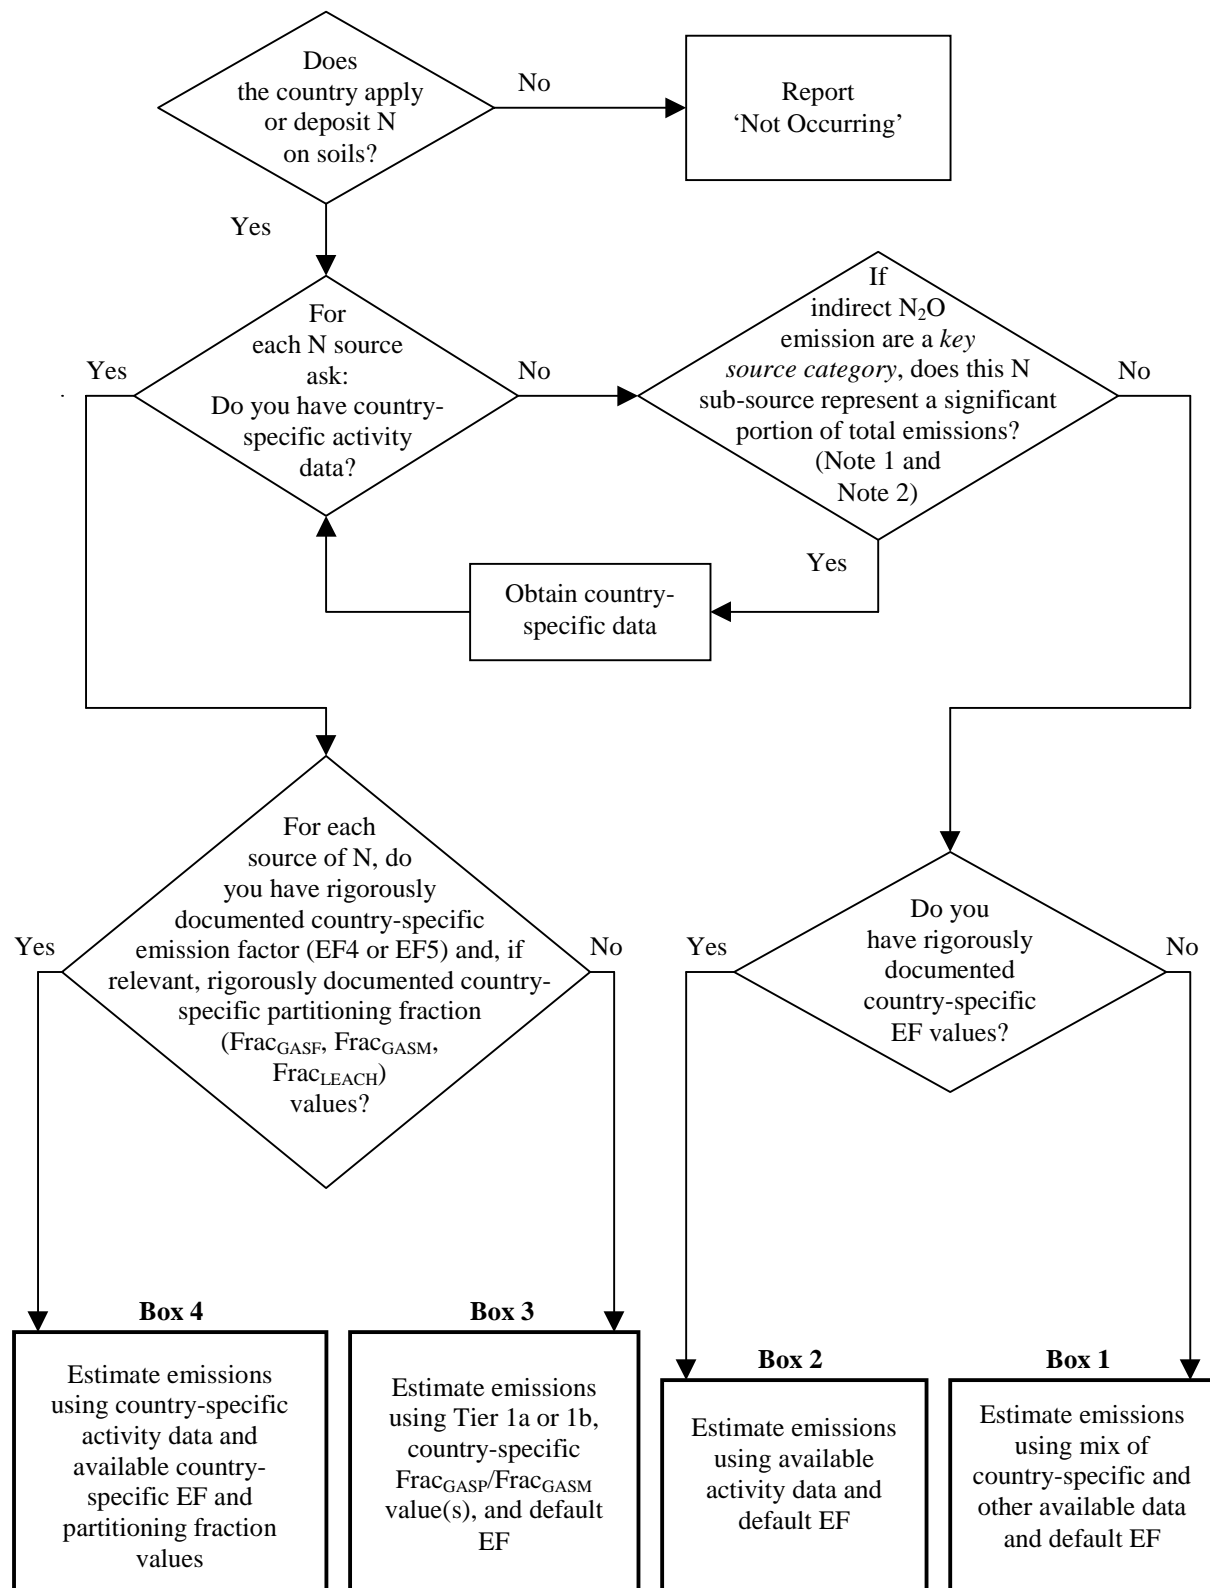 Does
the country apply
or deposit N
on soils?
No
Report
‘Not Occurring’
Yes
For
each N source
ask:
Do you have country-
specific activity
data?
Yes
No
If
indirect N₂O
emission are a key
source category, does this N
sub-source represent a significant
portion of total emissions?
(Note 1 and
Note 2)
No
Yes
Obtain country-
specific data
For each
source of N, do
you have rigorously
documented country-specific
emission factor (EF4 or EF5) and, if
relevant, rigorously documented country-
specific partitioning fraction
(FracGASF, FracGASM,
FracLEACH)
values?
Yes
No
Do you
have rigorously
documented
country-specific
EF values?
Yes
No
Box 4
Estimate emissions
using country-specific
activity data and
available country-
specific EF and
partitioning fraction
values
Box 3
Estimate emissions
using Tier 1a or 1b,
country-specific
FracGASP/FracGASM
value(s), and default
EF
Box 2
Estimate emissions
using available
activity data and
default EF
Box 1
Estimate emissions
using mix of
country-specific and
other available data
and default EF